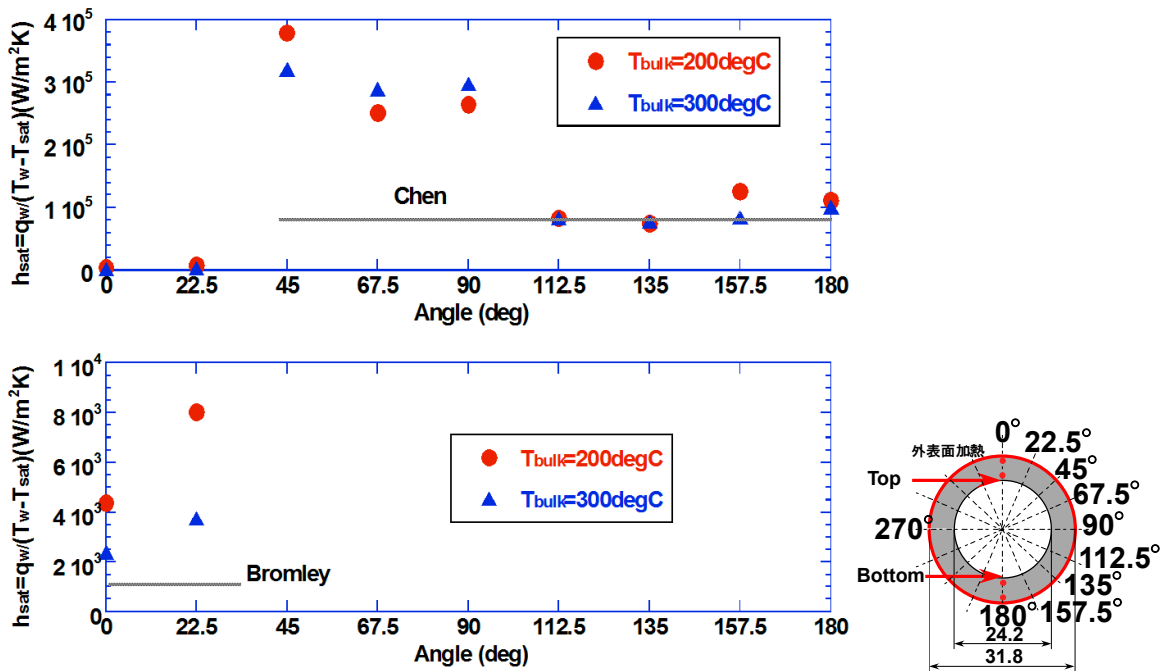 hsat=qw/(Tw-Tsat)(W/m²K)
4 10⁵
3 10⁵
2 10⁵
1 10⁵
0
Tbulk=200degC
Tbulk=300degC
Chen
0 22.5 45 67.5 90 112.5 135 157.5 180
Angle (deg)
hsat=qw/(Tw-Tsat)(W/m²K)
1 10⁴
8 10³
6 10³
4 10³
2 10³
0
Tbulk=200degC
Tbulk=300degC
Bromley
0 22.5 45 67.5 90 112.5 135 157.5 180
Angle (deg)
外表面加熱
0°
22.5°
45°
67.5°
90°
112.5°
135°
157.5°
180°
270°
Top
Bottom
24.2
31.8